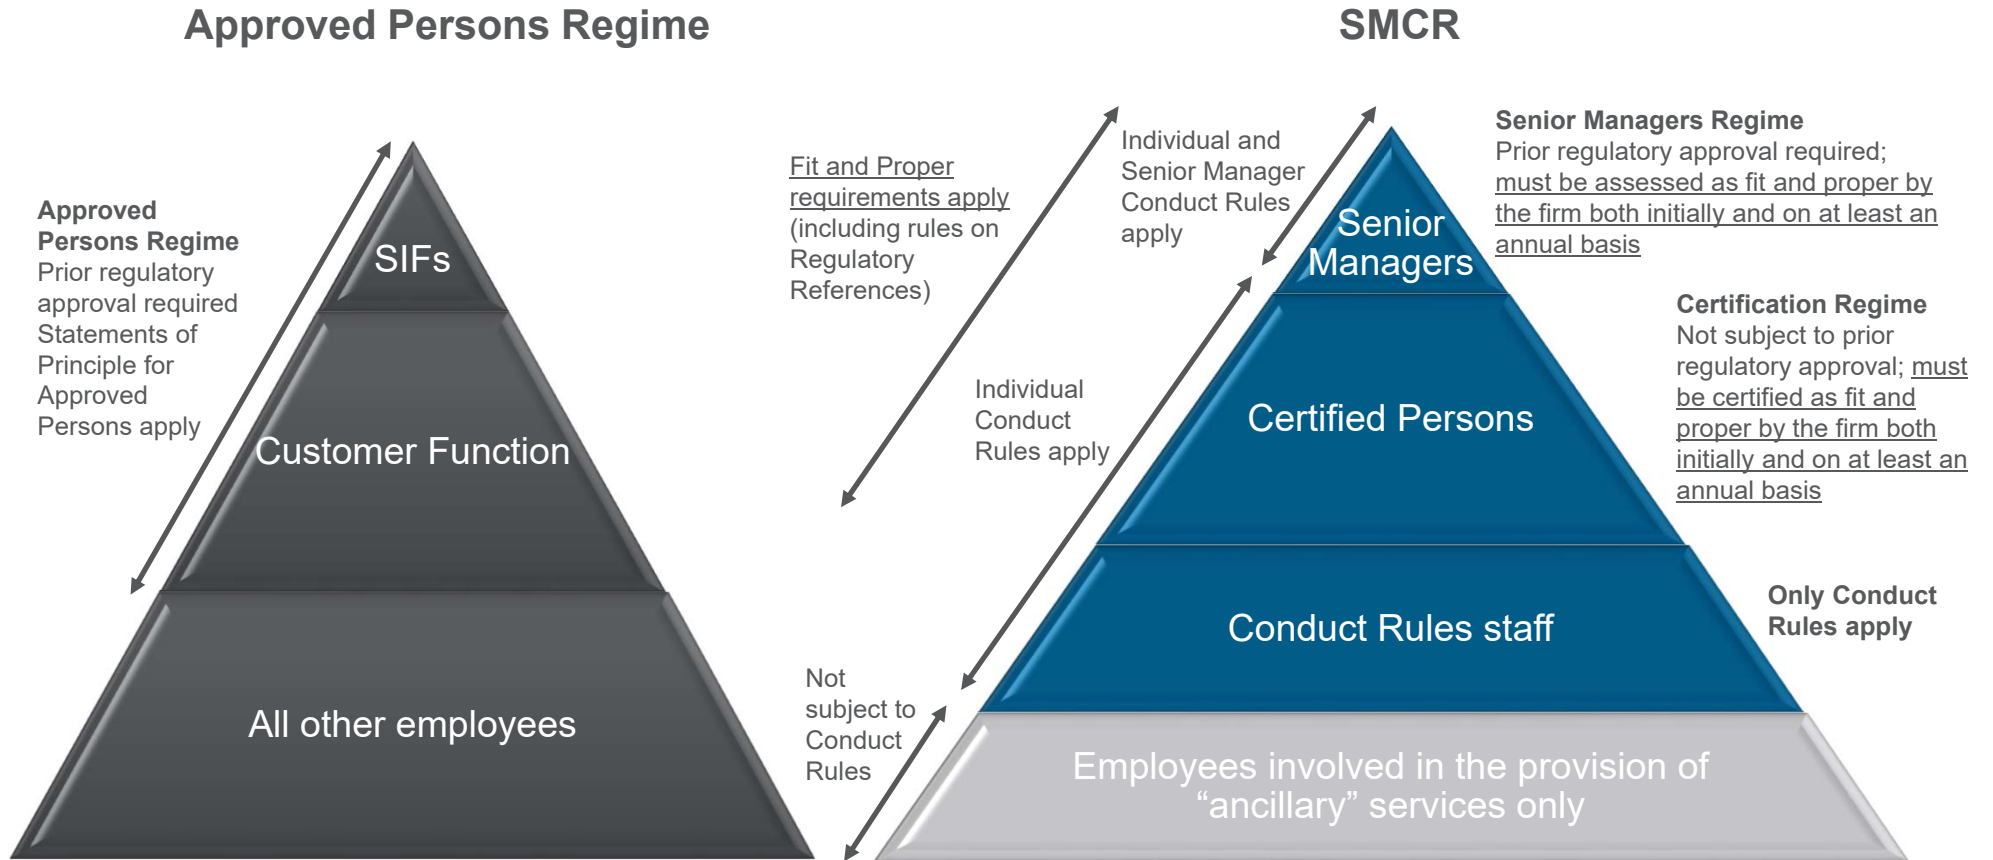 Approved Persons Regime
Approved
Persons Regime
Prior regulatory
approval required
Statements of
Principle for
Approved
Persons apply
SIFs
Customer Function
All other employees
SMCR
Fit and Proper
requirements apply
(including rules on
Regulatory
References)
Individual and
Senior Manager
Conduct Rules
apply
Individual
Conduct
Rules apply
Not
subject to
Conduct
Rules
Senior
Managers
Certified Persons
Conduct Rules staff
Employees involved in the provision of
“ancillary” services only
Senior Managers Regime
Prior regulatory approval required;
must be assessed as fit and proper by
the firm both initially and on at least an
annual basis
Certification Regime
Not subject to prior
regulatory approval; must
be certified as fit and
proper by the firm both
initially and on at least an
annual basis
Only Conduct
Rules apply